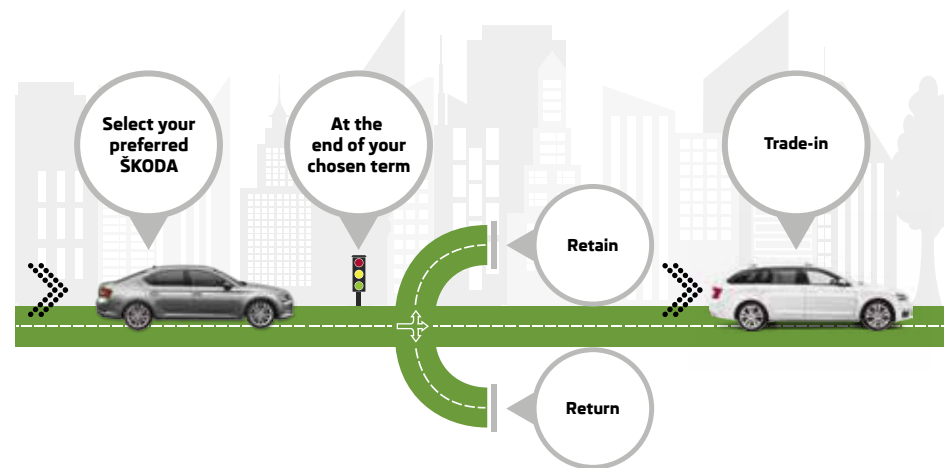 Select your
preferred
ŠKODA
At the
end of your
chosen term
Trade-in
Retain
Return